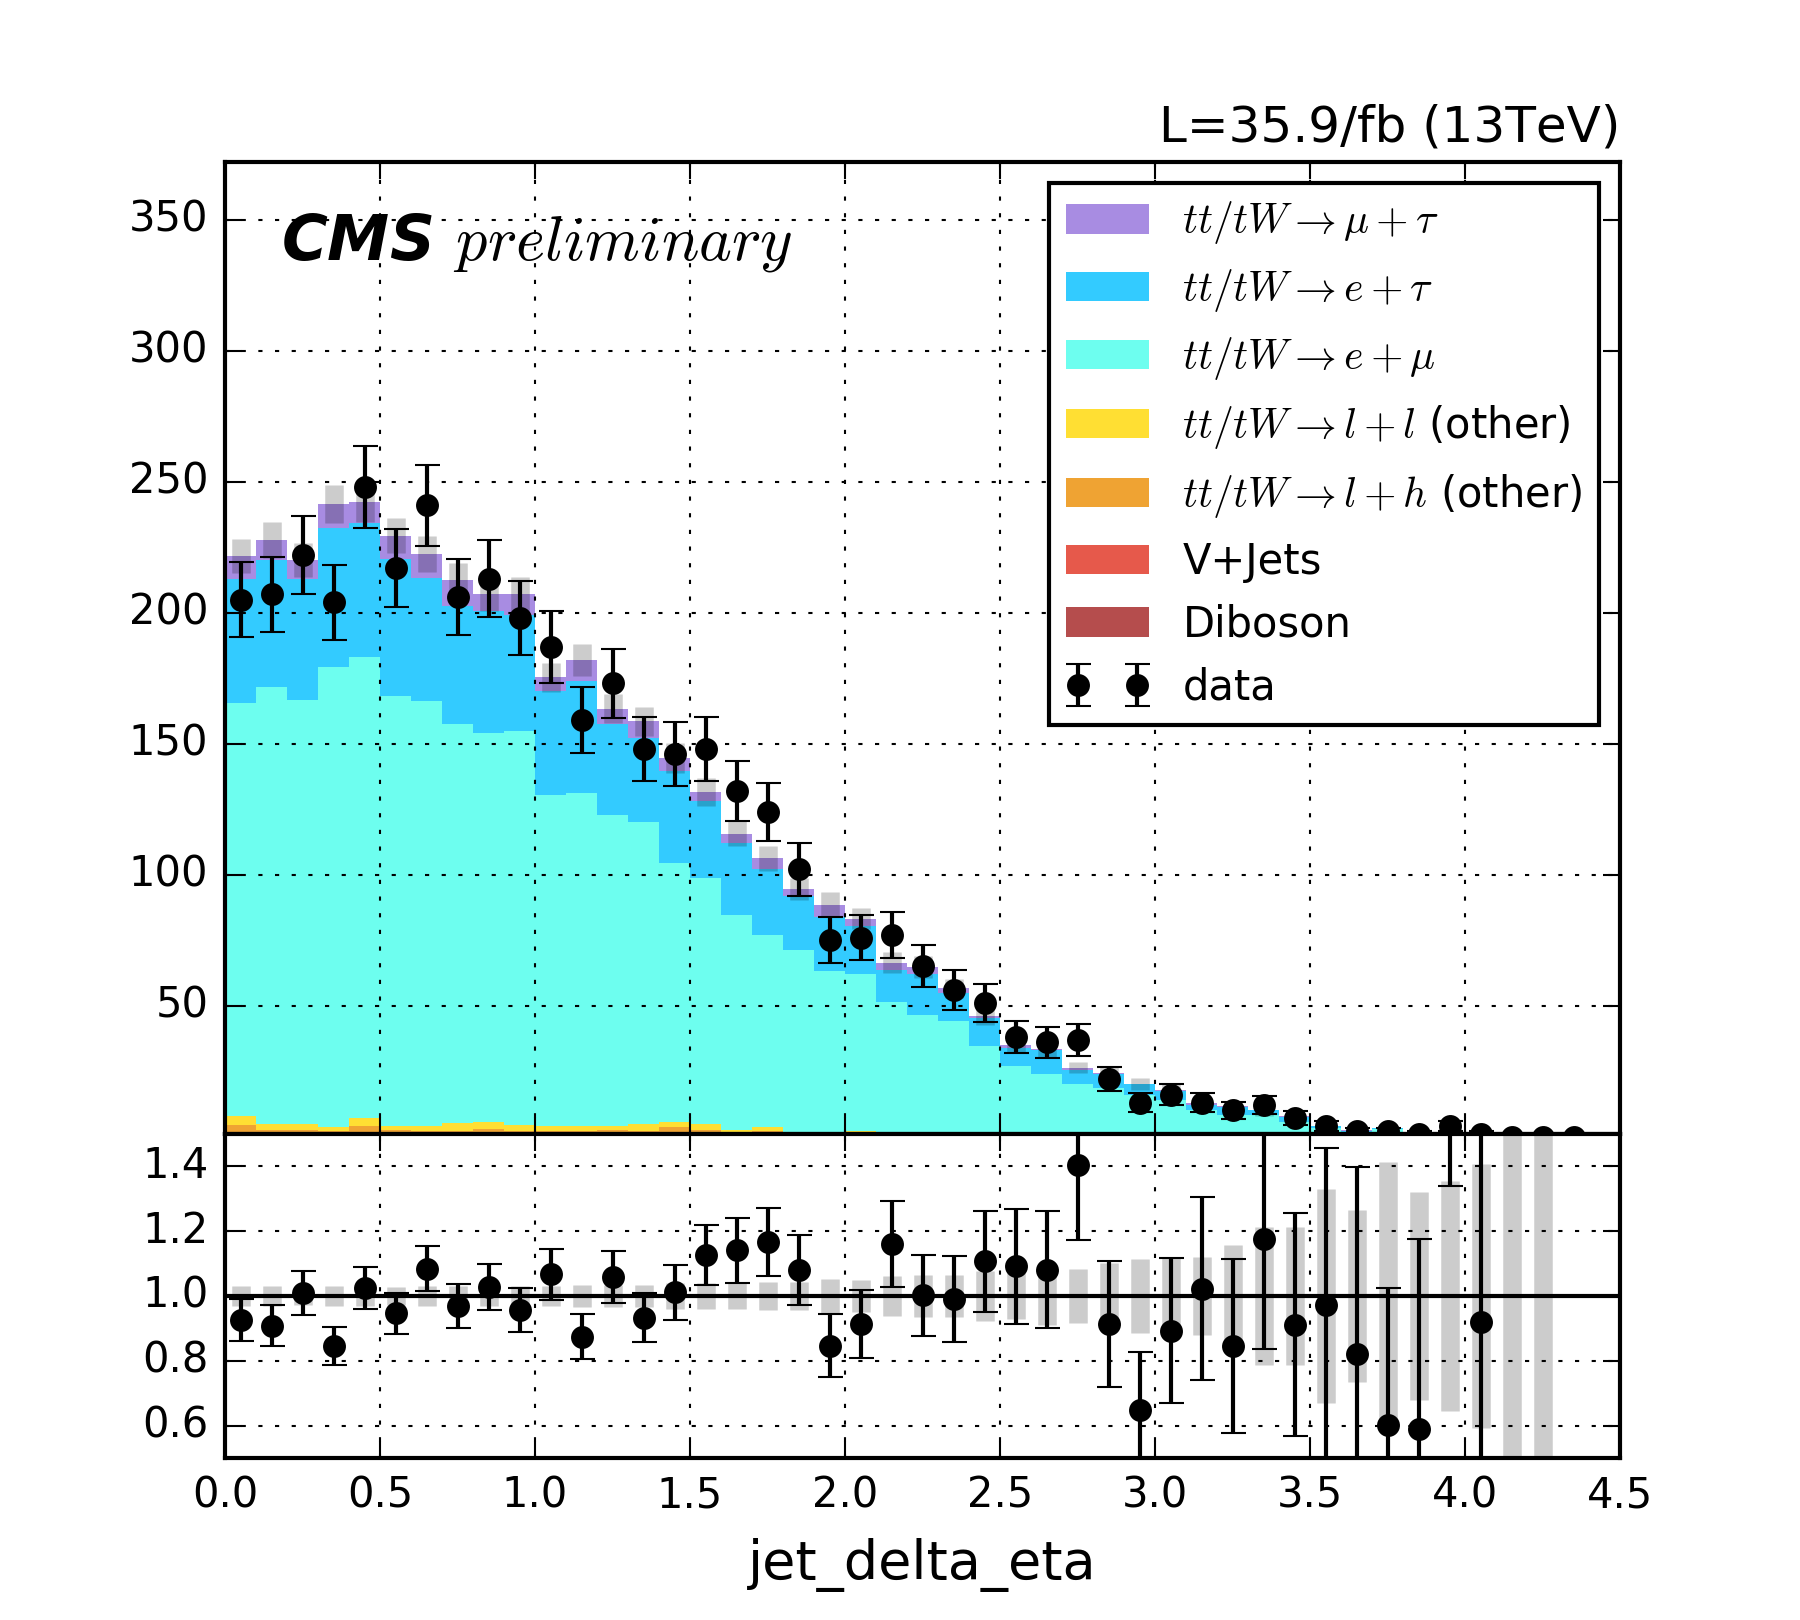 L=35.9/fb (13TeV)
CMS preliminary
350
300
250
200
150
100
50
tt/tW → μ + τ
tt/tW → e + τ
tt/tW → e + μ
tt/tW → l + l (other)
tt/tW → l + h (other)
V+Jets
Diboson
data
1.4
1.2
1.0
0.8
0.6
0.0 0.5 1.0 1.5 2.0 2.5 3.0 3.5 4.0 4.5
jet_delta_eta